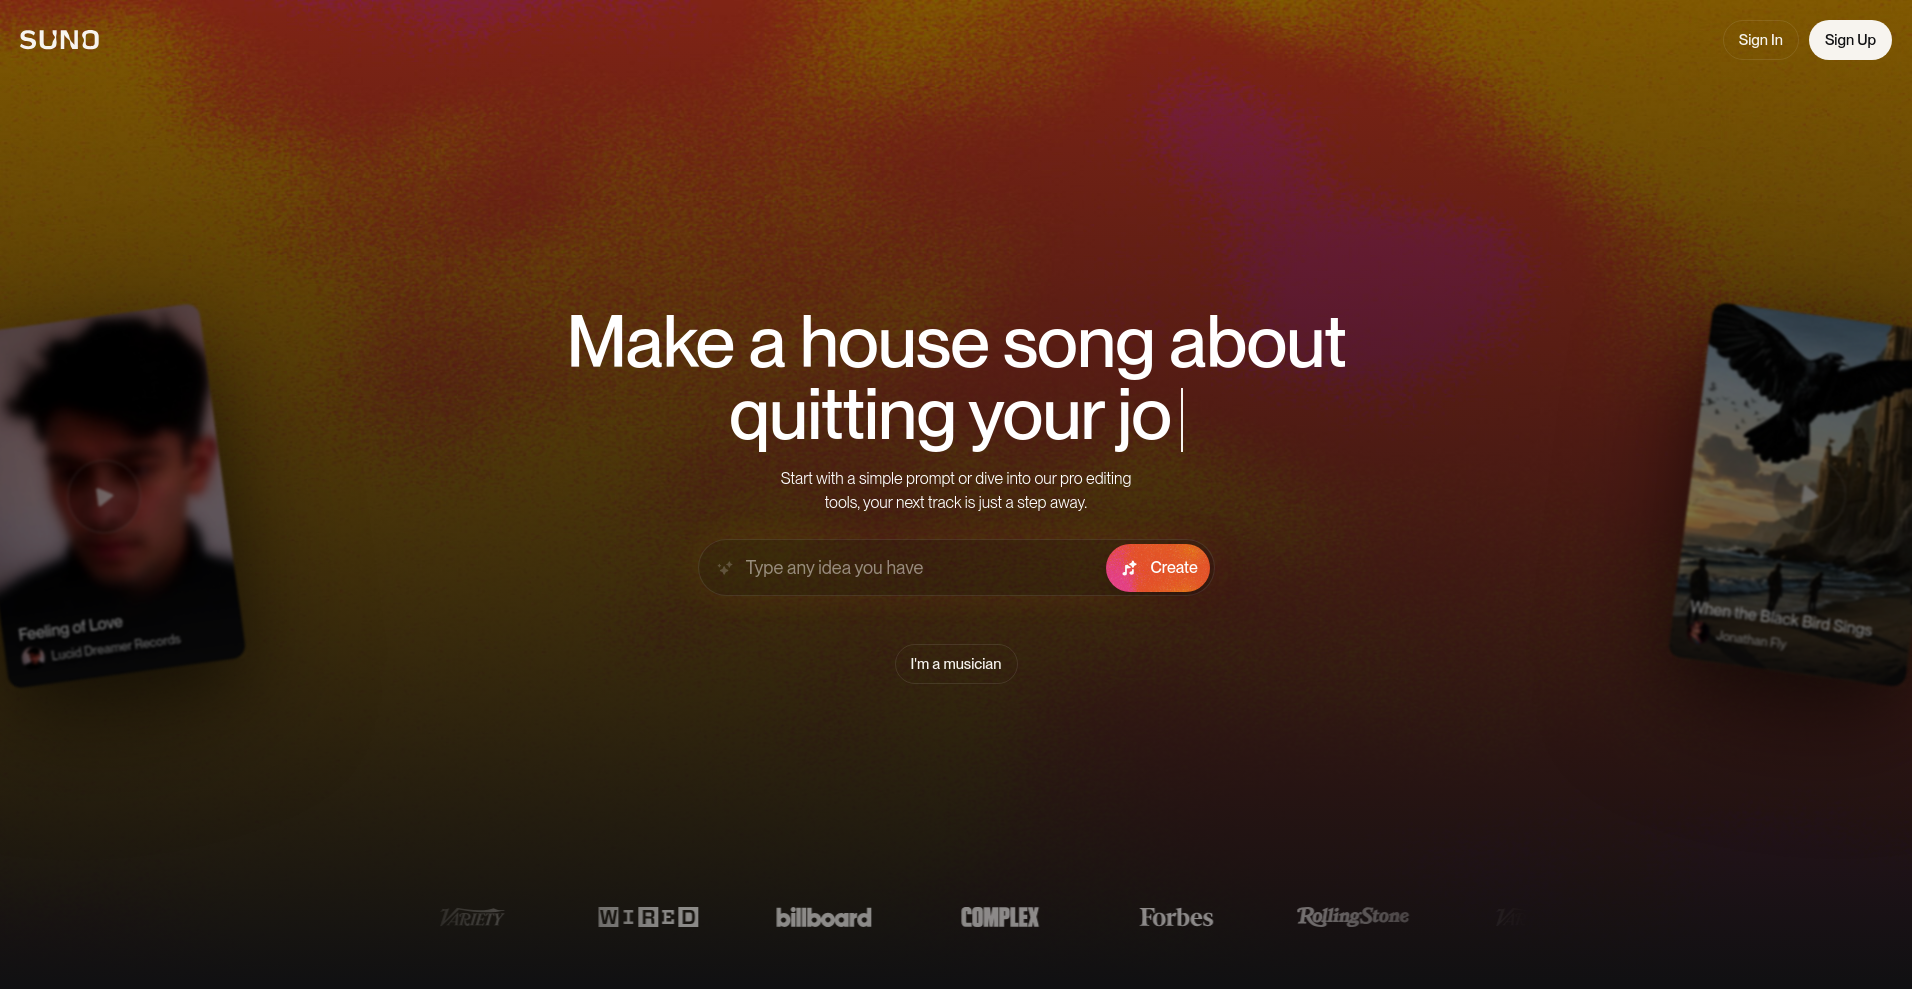 SUNO
Sign In
Sign Up
Make a house song about
quitting your jo
Start with a simple prompt or dive into our pro editing
tools, your next track is just a step away.
Type any idea you have
Create
I'm a musician
Feeling of Love
Lucid Dreamer Records
When the Black Bird Sings
Jonathan Fly
VARIETY
WIRED
billboard
COMPLEX
Forbes
RollingStone